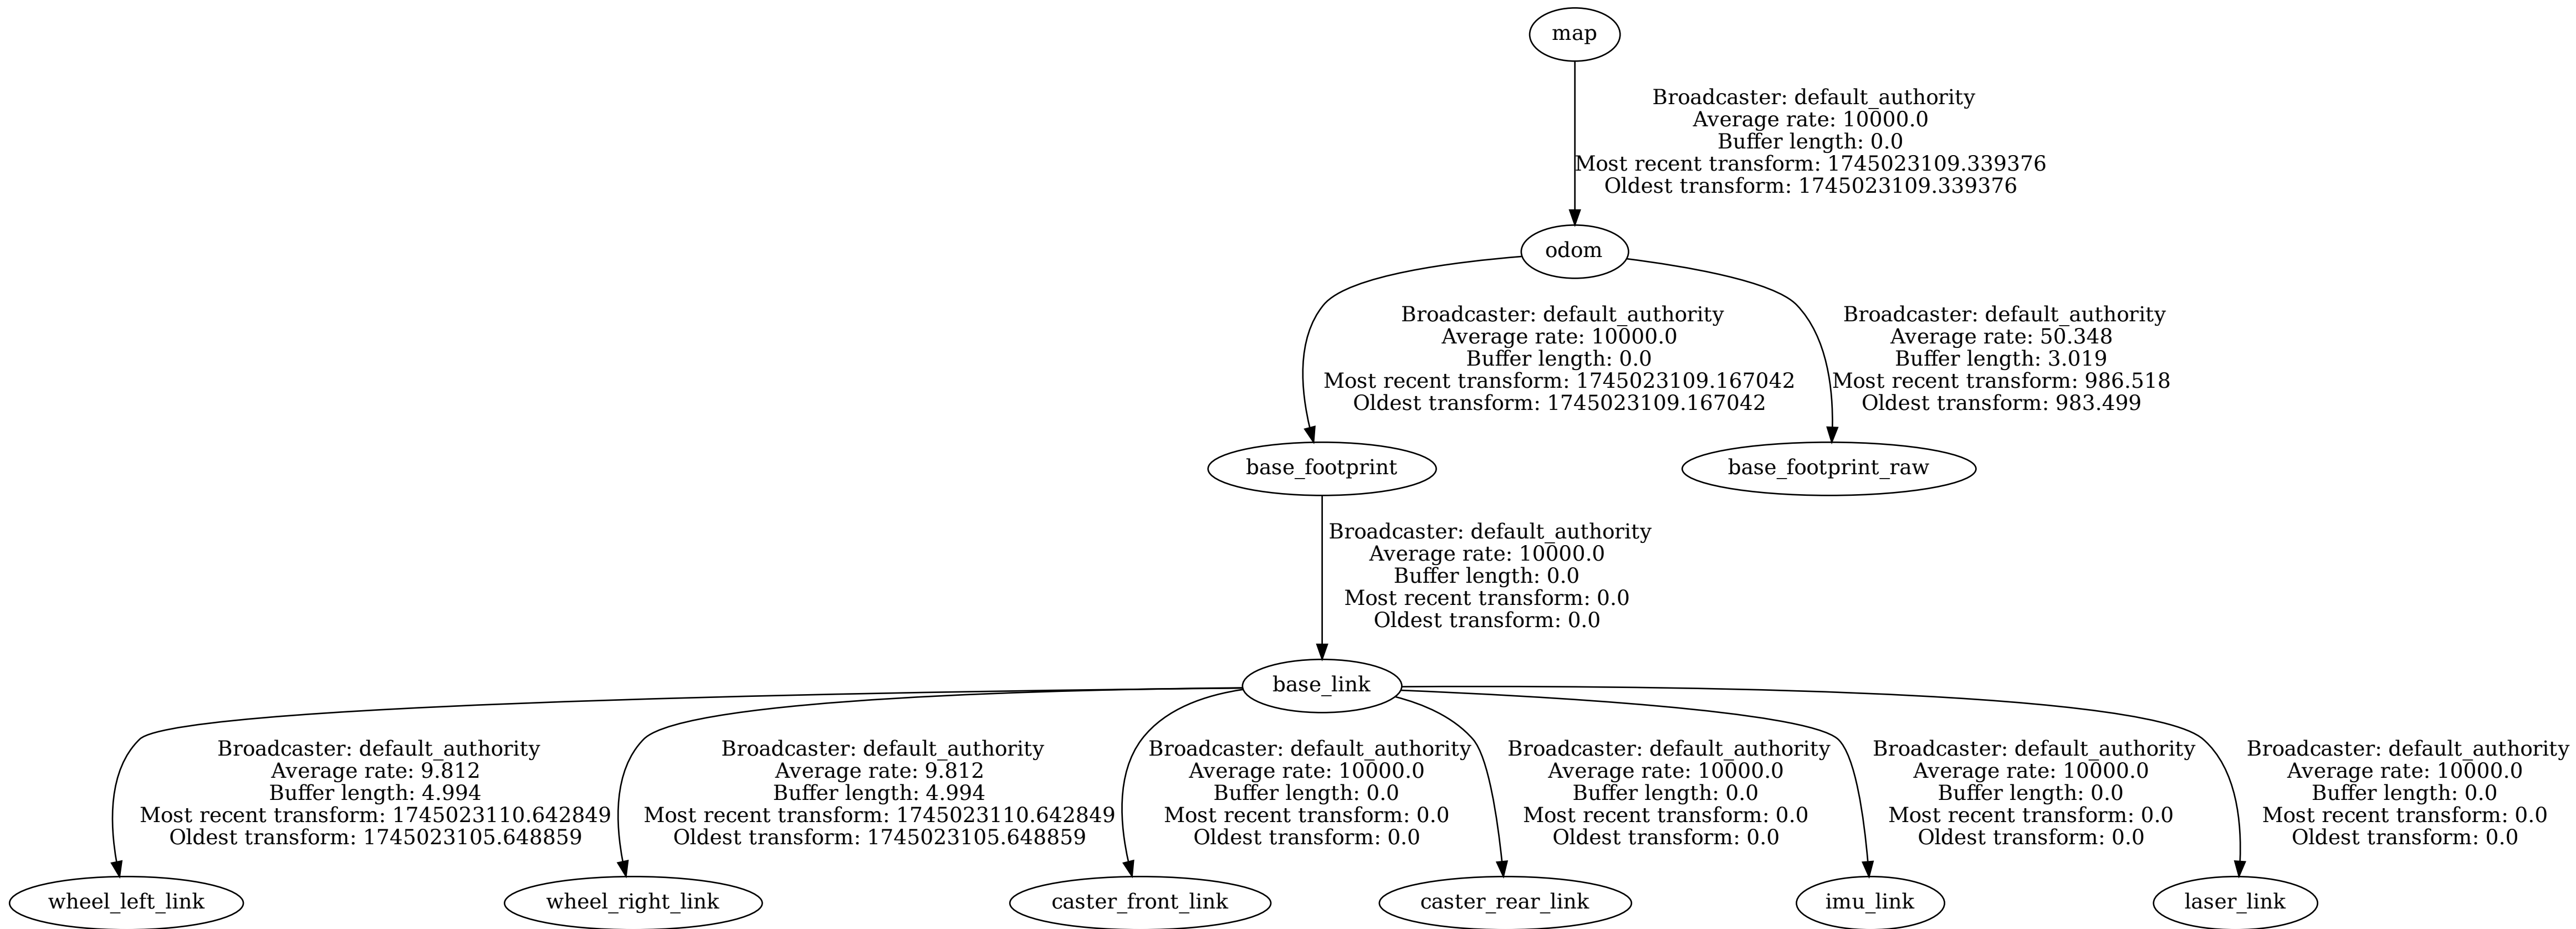 map
Broadcaster: default_authority
Average rate: 10000.0
Buffer length: 0.0
Most recent transform: 1745023109.339376
Oldest transform: 1745023109.339376
odom
Broadcaster: default_authority
Average rate: 10000.0
Buffer length: 0.0
Most recent transform: 1745023109.167042
Oldest transform: 1745023109.167042
Broadcaster: default_authority
Average rate: 50.348
Buffer length: 3.019
Most recent transform: 986.518
Oldest transform: 983.499
base_footprint
base_footprint_raw
Broadcaster: default_authority
Average rate: 10000.0
Buffer length: 0.0
Most recent transform: 0.0
Oldest transform: 0.0
base_link
Broadcaster: default_authority
Average rate: 9.812
Buffer length: 4.994
Most recent transform: 1745023110.642849
Oldest transform: 1745023105.648859
Broadcaster: default_authority
Average rate: 9.812
Buffer length: 4.994
Most recent transform: 1745023110.642849
Oldest transform: 1745023105.648859
Broadcaster: default_authority
Average rate: 10000.0
Buffer length: 0.0
Most recent transform: 0.0
Oldest transform: 0.0
Broadcaster: default_authority
Average rate: 10000.0
Buffer length: 0.0
Most recent transform: 0.0
Oldest transform: 0.0
Broadcaster: default_authority
Average rate: 10000.0
Buffer length: 0.0
Most recent transform: 0.0
Oldest transform: 0.0
Broadcaster: default_authority
Average rate: 10000.0
Buffer length: 0.0
Most recent transform: 0.0
Oldest transform: 0.0
wheel_left_link
wheel_right_link
caster_front_link
caster_rear_link
imu_link
laser_link